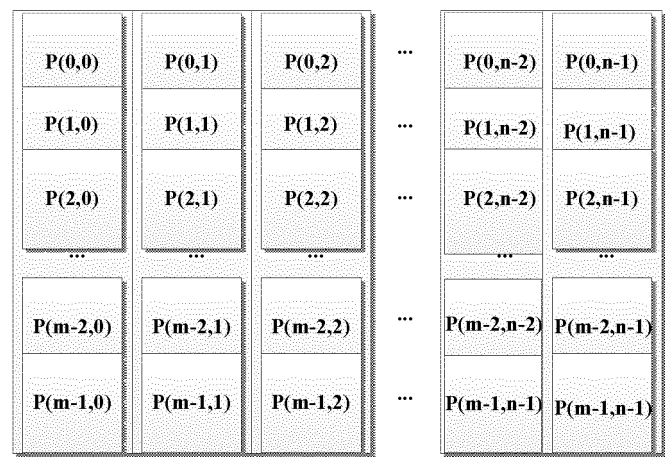 P(0,0) P(0,1) P(0,2) ... P(0,n-2) P(0,n-1)
P(1,0) P(1,1) P(1,2) ... P(1,n-2) P(1,n-1)
P(2,0) P(2,1) P(2,2) ... P(2,n-2) P(2,n-1)
... ... ... ... ...
P(m-2,0) P(m-2,1) P(m-2,2) ... P(m-2,n-2) P(m-2,n-1)
P(m-1,0) P(m-1,1) P(m-1,2) ... P(m-1,n-1) P(m-1,n-1)